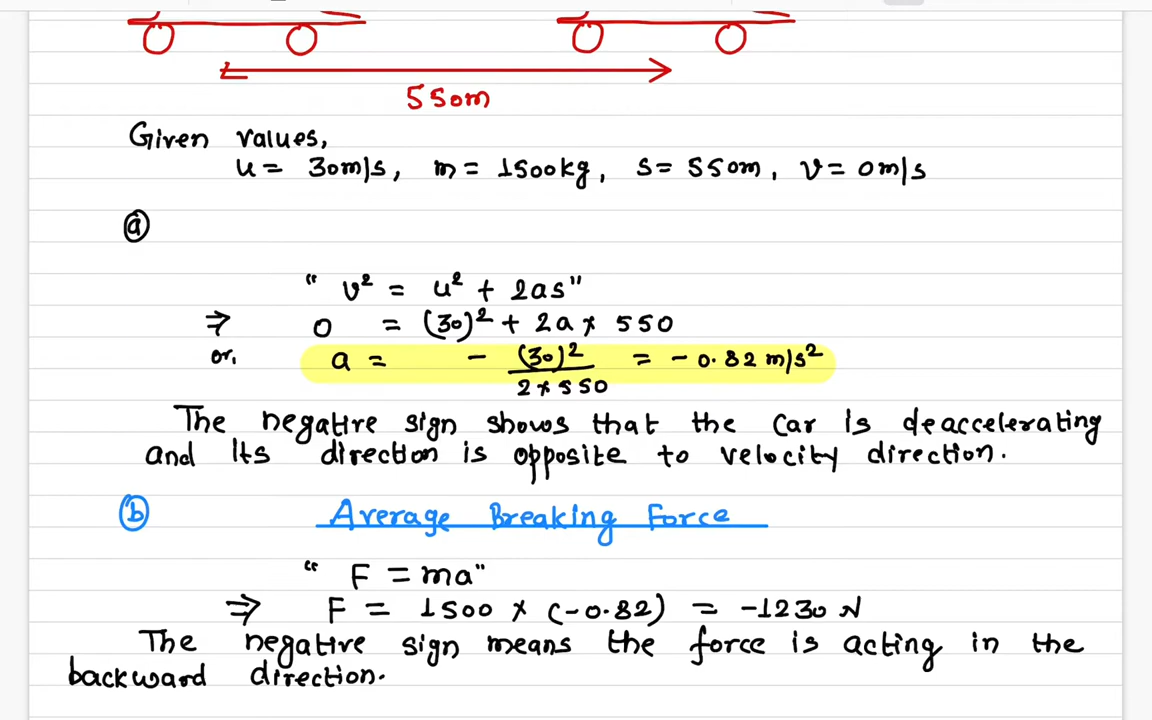 550m
Given values,
u = 30m/s, m = 1500kg, s = 550m, v = 0m/s
ⓐ
“ v² = u² + 2as”
⇒ 0 = (30)² + 2a × 550
or, a = - (30)² / 2×550 = - 0.82 m/s²
The negative sign shows that the car is deaccelerating
and Its direction is opposite to velocity direction.
ⓑ Average Breaking Force
“ F = ma”
⇒ F = 1500 × (-0.82) = -1230 N
The negative sign means the force is acting in the
backward direction.